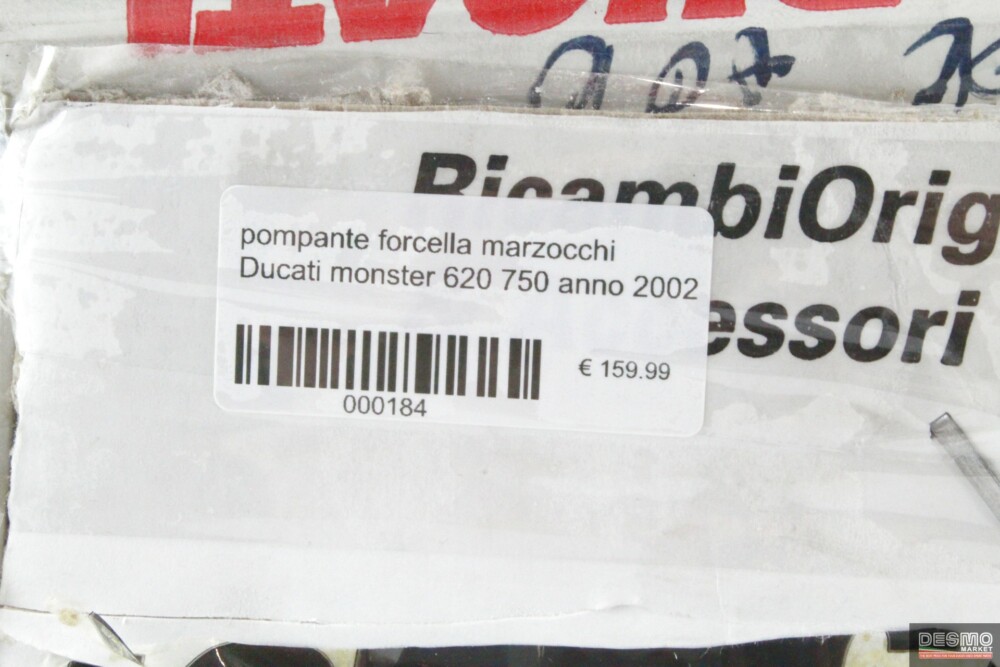 RicambiOrig
essori
pompante forcella marzocchi
Ducati monster 620 750 anno 2002
€ 159.99
000184
DESMO
MARKET